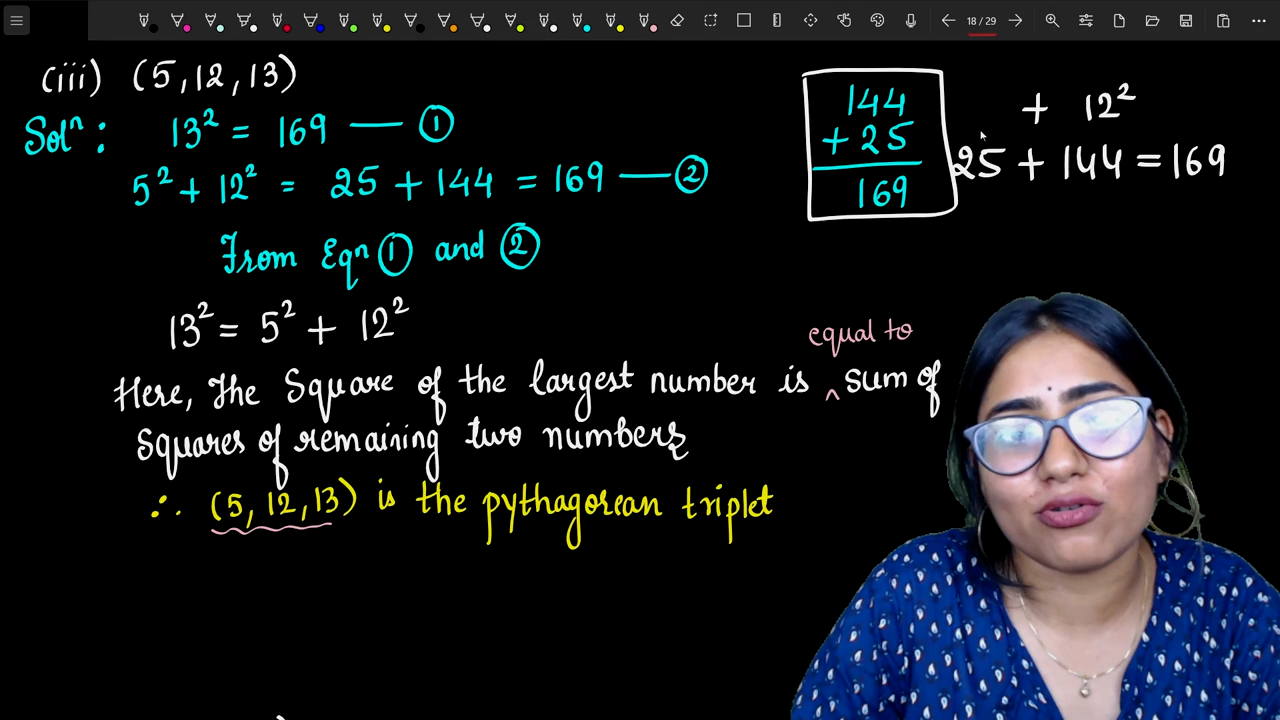 18 / 29
(iii) (5,12,13)
Solⁿ : 13² = 169 — ①
5² + 12² = 25 + 144 = 169 — ②
From Eqⁿ ① and ②
13² = 5² + 12²
equal to
Here, The Square of the largest number is ^ sum of
Squares of remaining two numbers
∴ (5, 12, 13) is the pythagorean triplet
144
+ 25
169
+ 12²
25 + 144 = 169